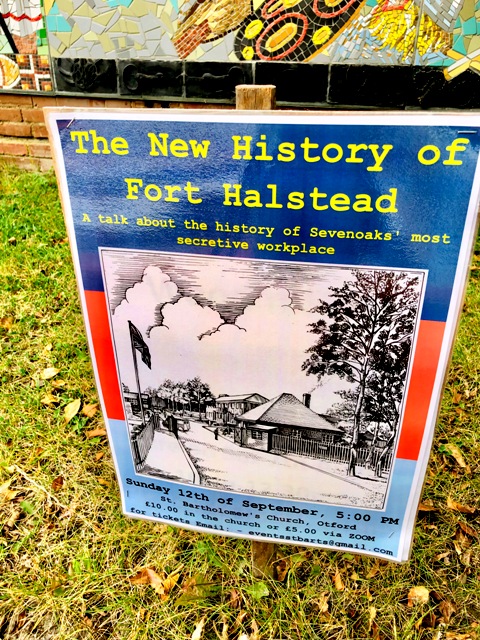 The New History of
Fort Halstead
A talk about the history of Sevenoaks' most
secretive workplace
Sunday 12th of September, 5:00 PM
St. Bartholomew's Church, Otford
£10.00 in the church or £5.00 via ZOOM
for tickets Email: - eventsstbarts@gmail.com